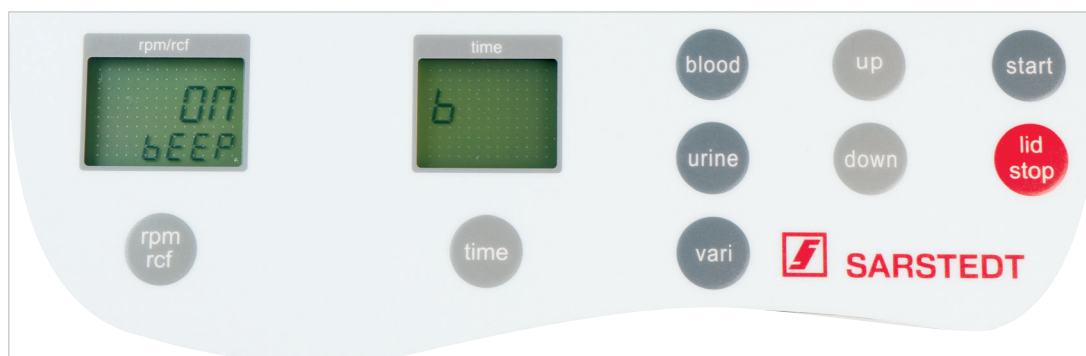 rpm/rcf
ON
bEEP
time
b
rpm
rcf
time
blood
urine
vari
up
down
start
lid
stop
SARSTEDT